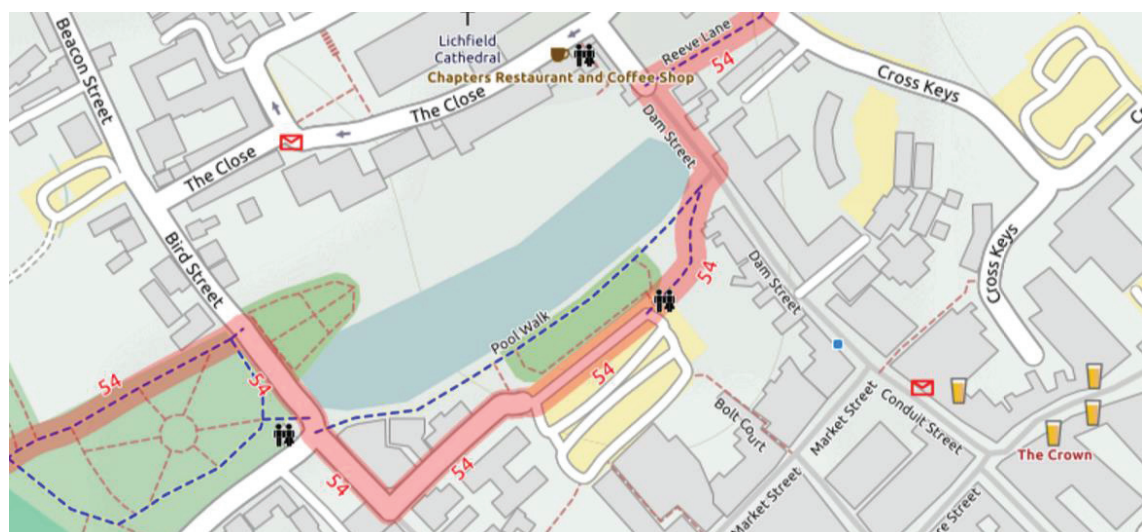 Beacon Street
Lichfield
Cathedral
Reeve Lane
54
Chapters Restaurant and Coffee Shop
The Close
Cross Keys
The Close
Dam Street
Bird Street
54
Cross Keys
Dam Street
Pool Walk
54
54
54
Bolt Court
Market Street
Conduit Street
54
54
The Crown
Market Street